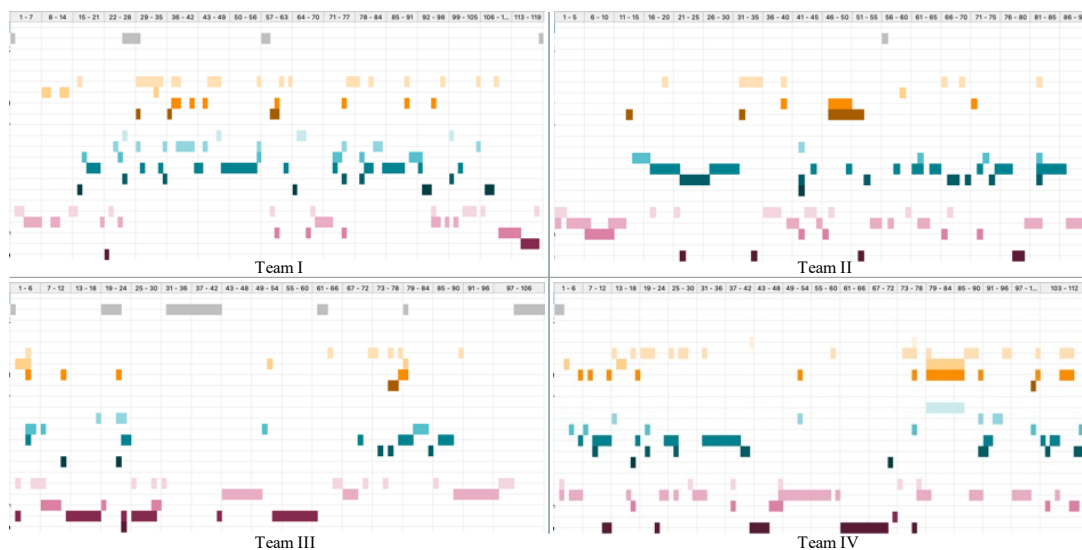 1 - 7 8 - 14 15 - 21 22 - 28 29 - 35 36 - 42 43 - 49 50 - 56 57 - 63 64 - 70 71 - 77 78 - 84 85 - 91 92 - 98 99 - 105 106 - 1... 113 - 119
Team I
1 - 5 6 - 10 11 - 15 16 - 20 21 - 25 26 - 30 31 - 35 36 - 40 41 - 45 46 - 50 51 - 55 56 - 60 61 - 65 66 - 70 71 - 75 76 - 80 81 - 85 86 - 9
Team II
1 - 6 7 - 12 13 - 18 19 - 24 25 - 30 31 - 36 37 - 42 43 - 48 49 - 54 55 - 60 61 - 66 67 - 72 73 - 78 79 - 84 85 - 90 91 - 96 97 - 106
Team III
1 - 6 7 - 12 13 - 18 19 - 24 25 - 30 31 - 36 37 - 42 43 - 48 49 - 54 55 - 60 61 - 66 67 - 72 73 - 78 79 - 84 85 - 90 91 - 96 97 - 1... 103 - 112
Team IV